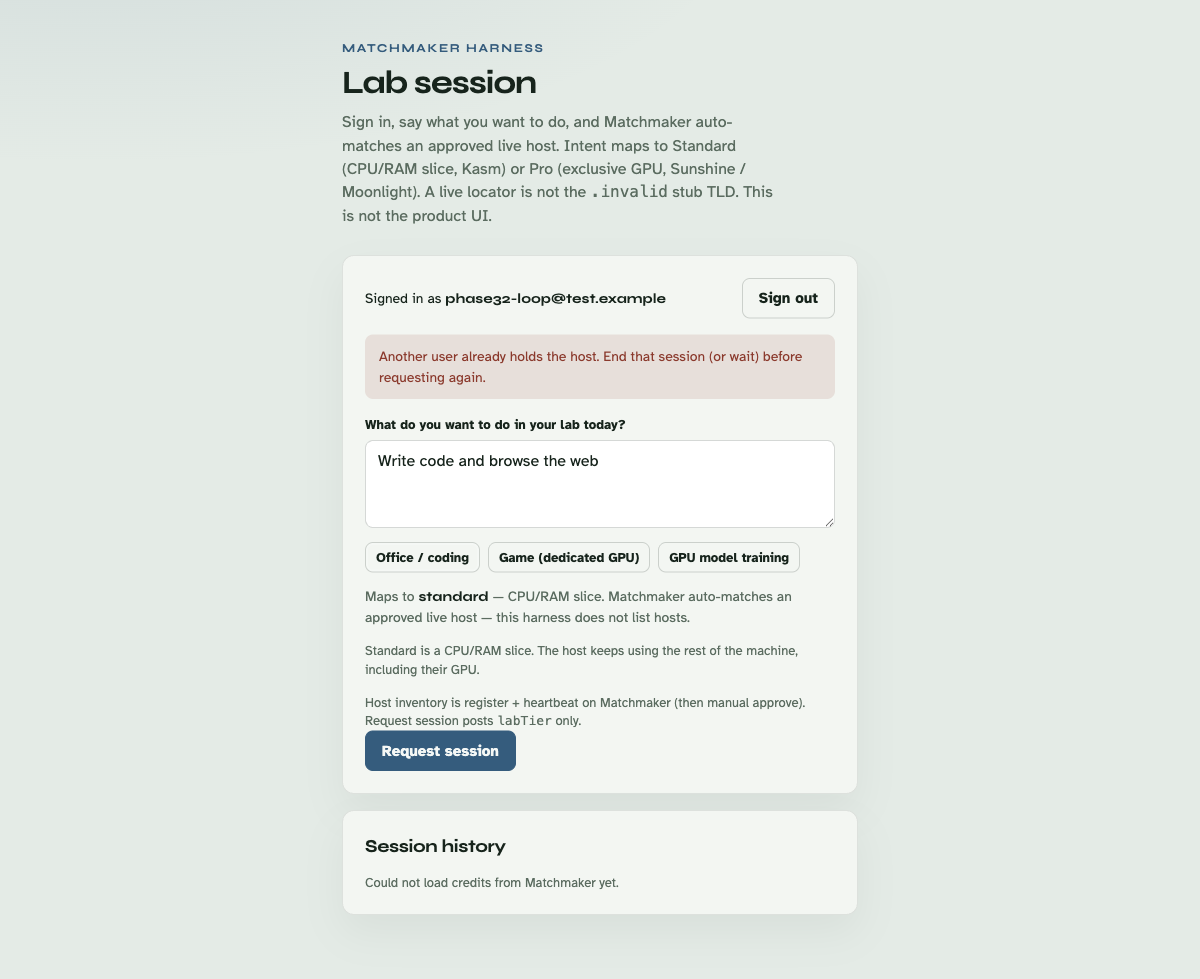 MATCHMAKER HARNESS
Lab session
Sign in, say what you want to do, and Matchmaker auto-
matches an approved live host. Intent maps to Standard
(CPU/RAM slice, Kasm) or Pro (exclusive GPU, Sunshine /
Moonlight). A live locator is not the .invalid stub TLD. This
is not the product UI.
Signed in as phase32-loop@test.example
Sign out
Another user already holds the host. End that session (or wait) before
requesting again.
What do you want to do in your lab today?
Write code and browse the web
Office / coding
Game (dedicated GPU)
GPU model training
Maps to standard — CPU/RAM slice. Matchmaker auto-matches an
approved live host — this harness does not list hosts.
Standard is a CPU/RAM slice. The host keeps using the rest of the machine,
including their GPU.
Host inventory is register + heartbeat on Matchmaker (then manual approve).
Request session posts labTier only.
Request session
Session history
Could not load credits from Matchmaker yet.